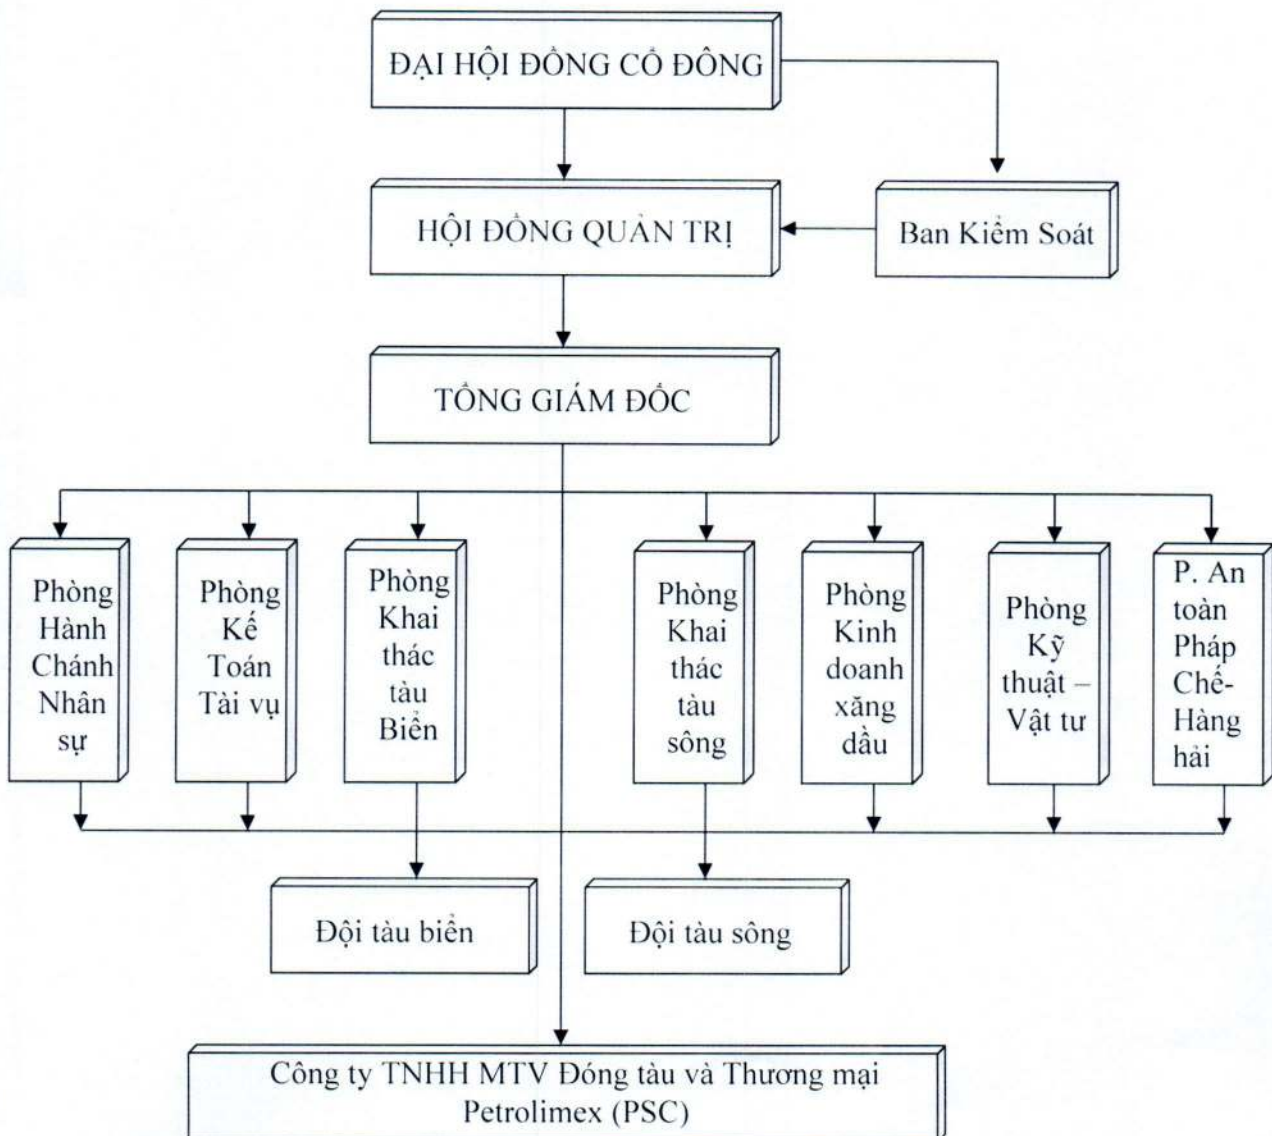 ĐẠI HỘI ĐỒNG CỔ ĐÔNG
HỘI ĐỒNG QUẢN TRỊ
Ban Kiểm Soát
TỔNG GIÁM ĐỐC
Phòng
Hành
Chánh
Nhân
sự
Phòng
Kế
Toán
Tài vụ
Phòng
Khai
thác
tàu
Biển
Phòng
Khai
thác
tàu
sông
Phòng
Kinh
doanh
xăng
dầu
Phòng
Kỹ
thuật –
Vật tư
P. An
toàn
Pháp
Chế-
Hàng
hải
Đội tàu biển
Đội tàu sông
Công ty TNHH MTV Đóng tàu và Thương mại
Petrolimex (PSC)